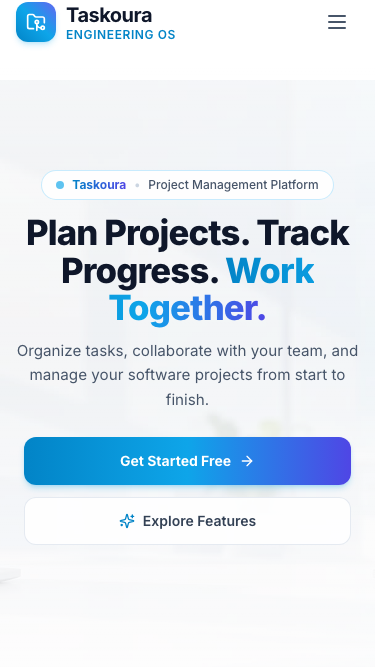 Taskoura
ENGINEERING OS
Taskoura • Project Management Platform
Plan Projects. Track
Progress. Work
Together.
Organize tasks, collaborate with your team, and
manage your software projects from start to
finish.
Get Started Free
Explore Features